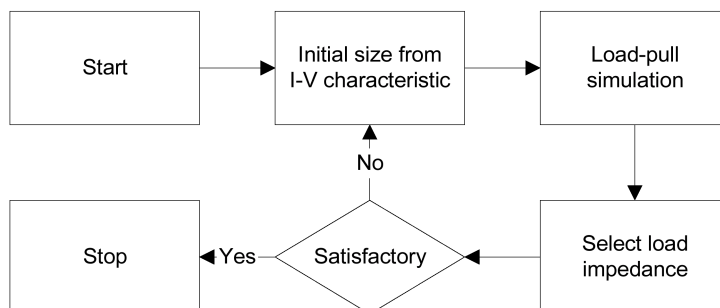 Start
Initial size from
I-V characteristic
Load-pull
simulation
No
Stop
Yes
Satisfactory
Select load
impedance